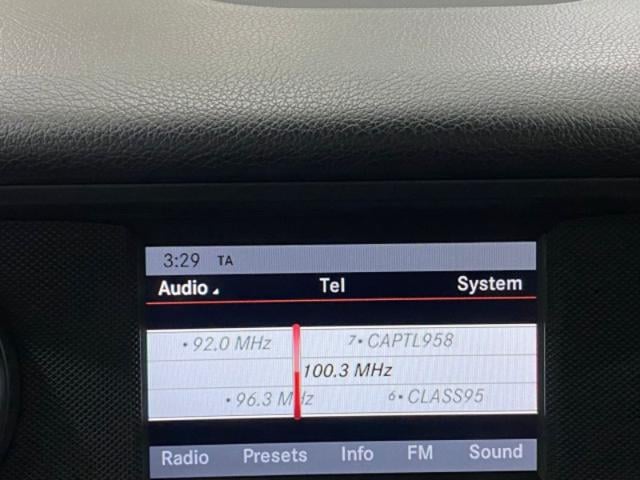 3:29 TA
Audio Tel System
• 92.0 MHz 7• CAPTL958
100.3 MHz
• 96.3 MHz 6• CLASS95
Radio Presets Info FM Sound